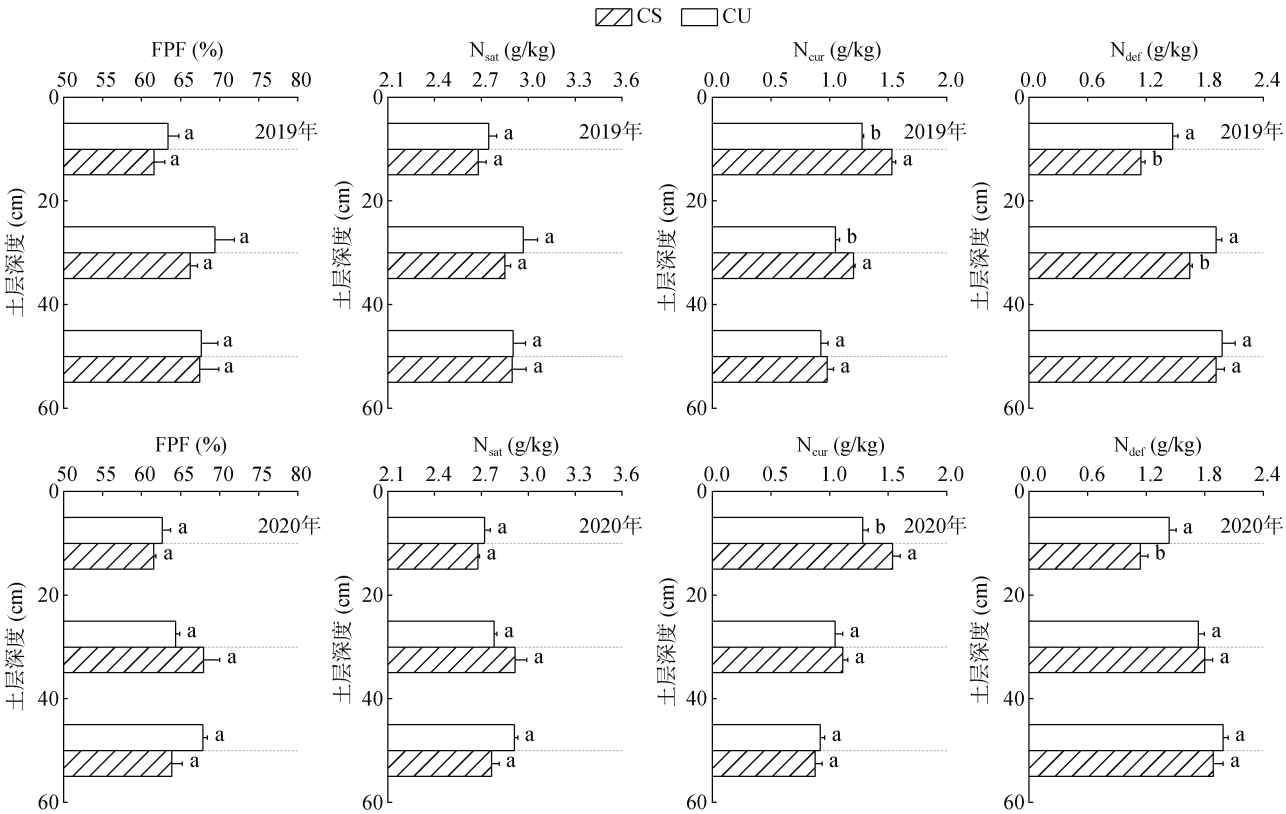 CS CU
FPF (%) Nsat (g/kg) Ncur (g/kg) Ndef (g/kg)
50 55 60 65 70 75 80 2.1 2.4 2.7 3.0 3.3 3.6 0.0 0.5 1.0 1.5 2.0 0.0 0.6 1.2 1.8 2.4
0 0 0 0
a 2019年 a 2019年 b 2019年 a 2019年
a a a b
20 20 20 20
土层深度 (cm) 土层深度 (cm) 土层深度 (cm) 土层深度 (cm)
a a b a
a a a b
40 40 40 40
a a a a
a a a a
60 60 60 60
FPF (%) Nsat (g/kg) Ncur (g/kg) Ndef (g/kg)
50 55 60 65 70 75 80 2.1 2.4 2.7 3.0 3.3 3.6 0.0 0.5 1.0 1.5 2.0 0.0 0.6 1.2 1.8 2.4
0 0 0 0
a 2020年 a 2020年 b 2020年 a 2020年
a a a b
20 20 20 20
土层深度 (cm) 土层深度 (cm) 土层深度 (cm) 土层深度 (cm)
a a a a
a a a a
40 40 40 40
a a a a
a a a a
60 60 60 60